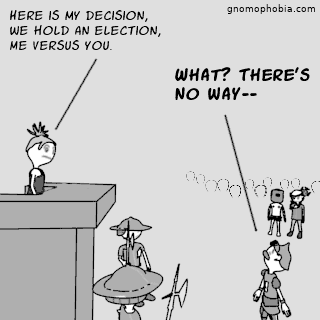 gnomophobia.com
HERE IS MY DECISION,
WE HOLD AN ELECTION,
ME VERSUS YOU.
WHAT? THERE'S
NO WAY--